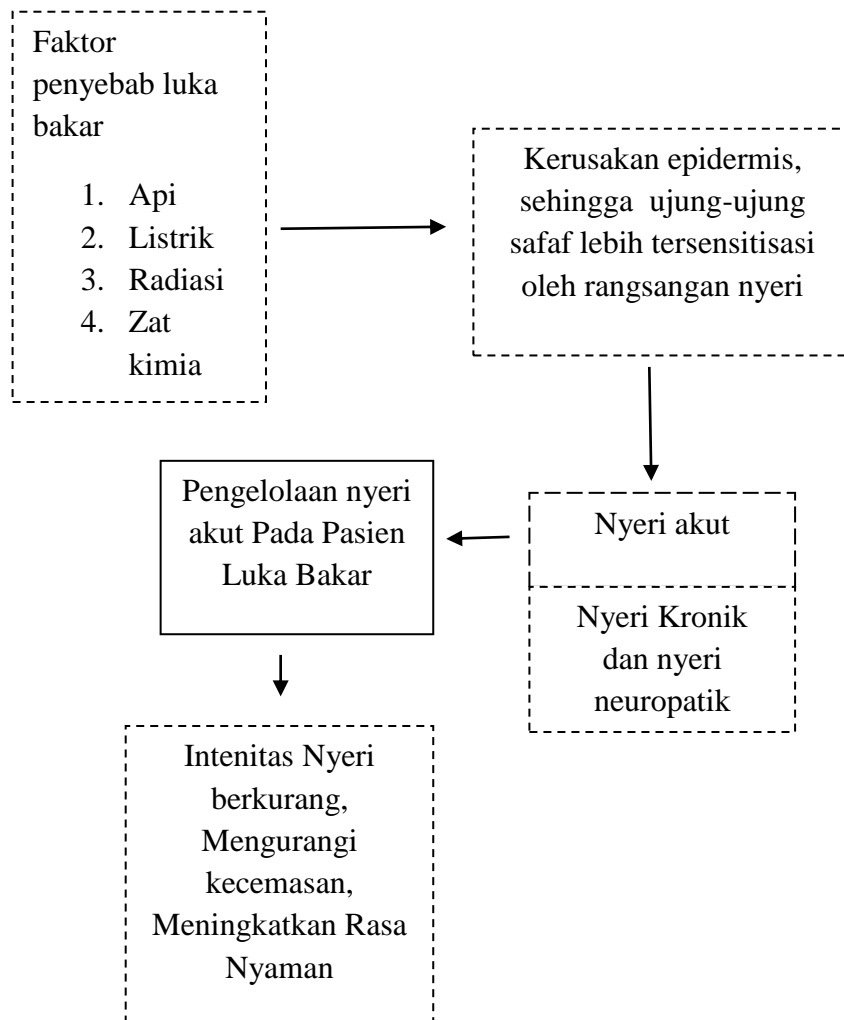 Faktor
penyebab luka
bakar
1. Api
2. Listrik
3. Radiasi
4. Zat
kimia
Kerusakan epidermis,
sehingga ujung-ujung
safaf lebih tersensitisasi
oleh rangsangan nyeri
Pengelolaan nyeri
akut Pada Pasien
Luka Bakar
Nyeri akut
Nyeri Kronik
dan nyeri
neuropatik
Intenitas Nyeri
berkurang,
Mengurangi
kecemasan,
Meningkatkan Rasa
Nyaman